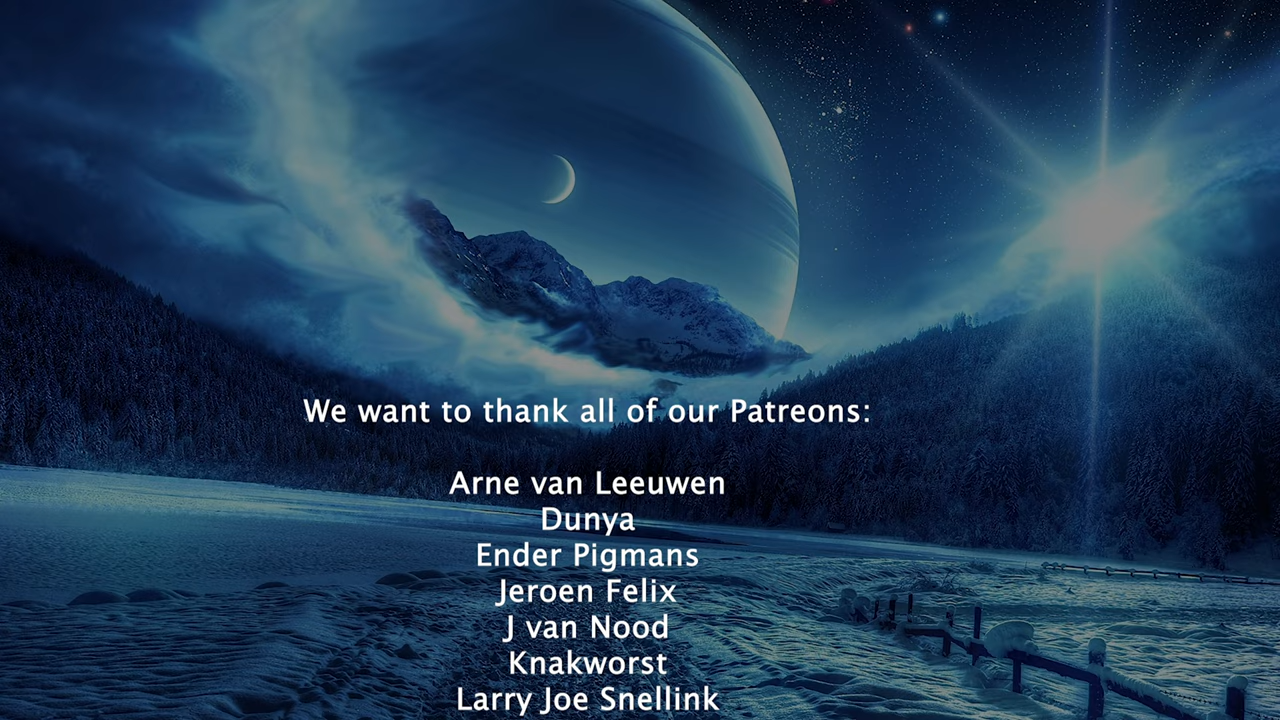 We want to thank all of our Patreons:
Arne van Leeuwen
Dunya
Ender Pigmans
Jeroen Felix
J van Nood
Knakworst
Larry Joe Snellink